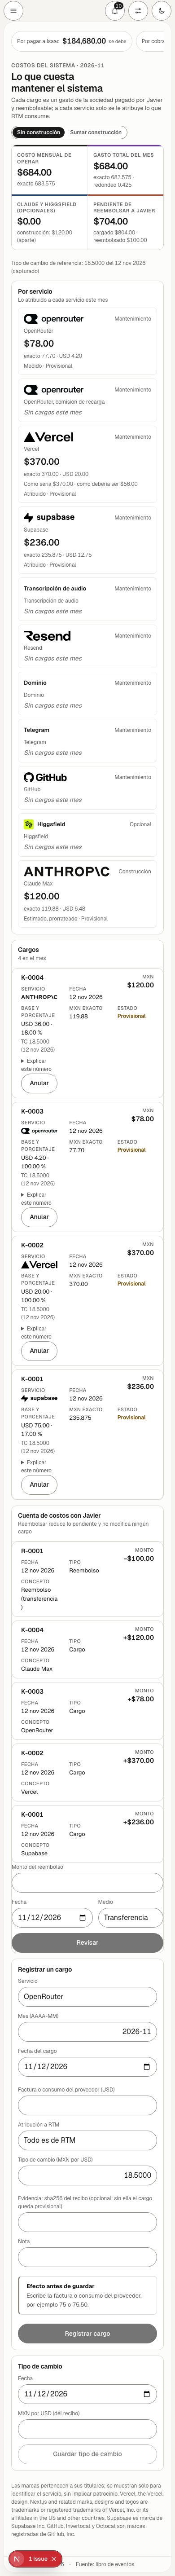 20
Por pagar a Isaac $184,680.00 se debe
Por cobrar
COSTOS DEL SISTEMA · 2026-11
Lo que cuesta
mantener el sistema
Cada cargo es un gasto de la sociedad pagado por Javier,
y cada servicio solo se le atribuye lo que RTM
consume.
Sin construcción
Sumar construcción
COSTO MENSUAL DE
OPERAR
$684.00
exacto 683.575
GASTO TOTAL DEL MES
$684.00
exacto 683.575 ·
redondeo 0.425
CLAUDE Y HIGGSFIELD
(OPCIONALES)
$0.00
construcción: $120.00
(aparte)
PENDIENTE DE
REEMBOLSAR A JAVIER
$704.00
cargado $804.00 ·
reembolsado $100.00
Tipo de cambio de referencia: 18.5000 del 12 nov 2026
(capturado)
Por servicio
Lo atribuido a cada servicio este mes
openrouter
Mantenimiento
OpenRouter
$78.00
exacto 77.70 · USD 4.20
Medido · Provisional
openrouter
Mantenimiento
OpenRouter, comisión de recarga
Sin cargos este mes
Vercel
Mantenimiento
Vercel
$370.00
exacto 370.00 · USD 20.00
Como sería $370.00 · como debería ser $56.00
Atribuido · Provisional
supabase
Mantenimiento
Supabase
$236.00
exacto 235.875 · USD 12.75
Atribuido · Provisional
Transcripción de audio
Mantenimiento
Transcripción de audio
Sin cargos este mes
Resend
Mantenimiento
Resend
Sin cargos este mes
Dominio
Mantenimiento
Dominio
Sin cargos este mes
Telegram
Mantenimiento
Telegram
Sin cargos este mes
GitHub
Mantenimiento
GitHub
Sin cargos este mes
Higgsfield
Opcional
Higgsfield
Sin cargos este mes
ANTHROP\C
Construcción
Claude Max
$120.00
exacto 119.88 · USD 6.48
Estimado, prorrateado · Provisional
Cargos
4 en el mes
K-0004
MXN
$120.00
SERVICIO
ANTHROP\C
FECHA
12 nov 2026
BASE Y
PORCENTAJE
USD 36.00 ·
18.00 %
TC 18.5000
(12 nov 2026)
MXN EXACTO
119.88
ESTADO
Provisional
▸ Explicar
este número
Anular
K-0003
MXN
$78.00
SERVICIO
openrouter
FECHA
12 nov 2026
BASE Y
PORCENTAJE
USD 4.20 ·
100.00 %
TC 18.5000
(12 nov 2026)
MXN EXACTO
77.70
ESTADO
Provisional
▸ Explicar
este número
Anular
K-0002
MXN
$370.00
SERVICIO
Vercel
FECHA
12 nov 2026
BASE Y
PORCENTAJE
USD 20.00 ·
100.00 %
TC 18.5000
(12 nov 2026)
MXN EXACTO
370.00
ESTADO
Provisional
▸ Explicar
este número
Anular
K-0001
MXN
$236.00
SERVICIO
supabase
FECHA
12 nov 2026
BASE Y
PORCENTAJE
USD 75.00 ·
17.00 %
TC 18.5000
(12 nov 2026)
MXN EXACTO
235.875
ESTADO
Provisional
▸ Explicar
este número
Anular
Cuenta de costos con Javier
Reembolsar reduce lo pendiente y no modifica ningún
cargo
R-0001
MONTO
−$100.00
FECHA
12 nov 2026
TIPO
Reembolso
CONCEPTO
Reembolso
(transferencia
)
K-0004
MONTO
+$120.00
FECHA
12 nov 2026
TIPO
Cargo
CONCEPTO
Claude Max
K-0003
MONTO
+$78.00
FECHA
12 nov 2026
TIPO
Cargo
CONCEPTO
OpenRouter
K-0002
MONTO
+$370.00
FECHA
12 nov 2026
TIPO
Cargo
CONCEPTO
Vercel
K-0001
MONTO
+$236.00
FECHA
12 nov 2026
TIPO
Cargo
CONCEPTO
Supabase
Monto del reembolso
Fecha
Medio
11/12/2026
Transferencia
Revisar
Registrar un cargo
Servicio
OpenRouter
Mes (AAAA-MM)
2026-11
Fecha del cargo
11/12/2026
Factura o consumo del proveedor (USD)
Atribución a RTM
Todo es de RTM
Tipo de cambio (MXN por USD)
18.5000
Evidencia: sha256 del recibo (opcional; sin ella el cargo
queda provisional)
Nota
Efecto antes de guardar
Escribe la factura o consumo del proveedor,
por ejemplo 75 o 75.50.
Registrar cargo
Tipo de cambio
Fecha
11/12/2026
MXN por USD (del recibo)
Guardar tipo de cambio
Las marcas pertenecen a sus titulares; se muestran solo para
identificar el servicio, sin implicar patrocinio. Vercel, the Vercel
design, Next.js and related marks, designs and logos are
trademarks or registered trademarks of Vercel, Inc. or its
affiliates in the US and other countries. Supabase es marca de
Supabase Inc. GitHub, Invertocat y Octocat son marcas
registradas de GitHub, Inc.
N 1 Issue ×
6 · Fuente: libro de eventos